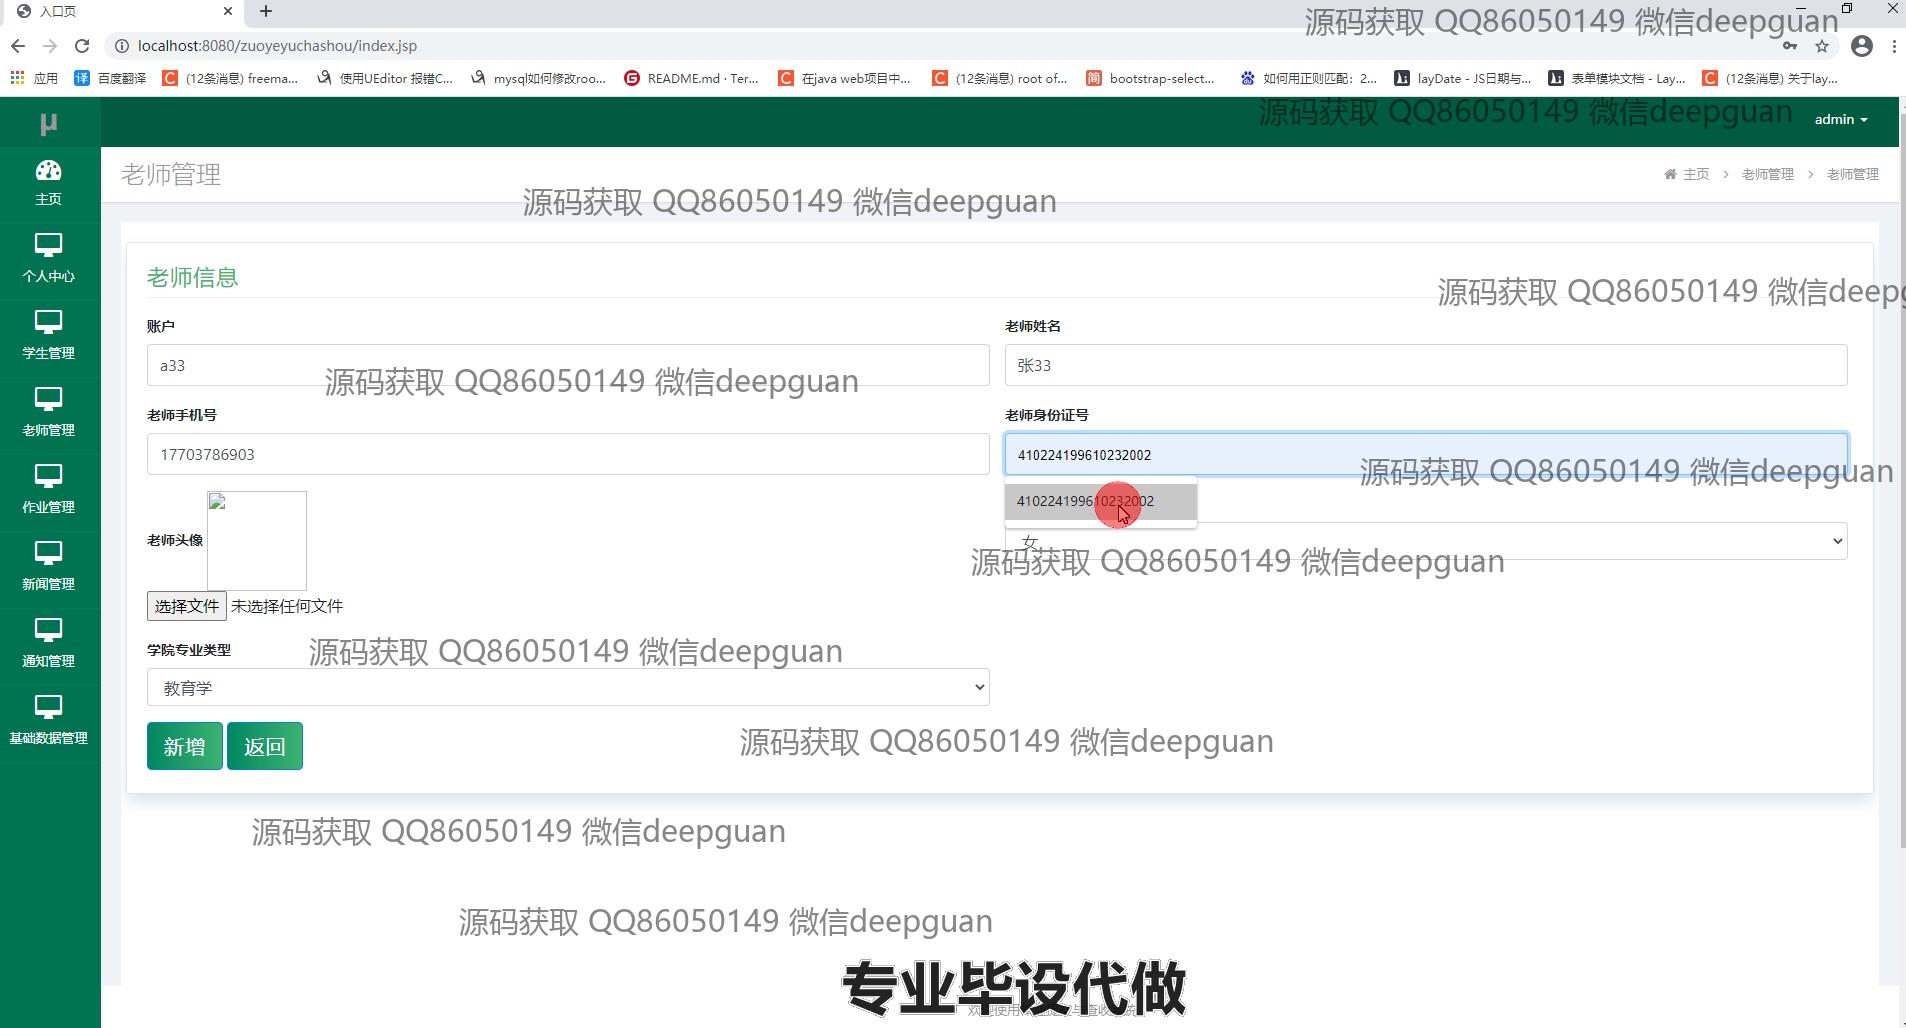 入口页
localhost:8080/zuoyeyuchashou/index.jsp
源码获取 QQ86050149 微信deepguan
应用
百度翻译
(12条消息) freema...
使用UEditor 报错C...
mysql如何修改roo...
README.md · Ter...
在java web项目中...
(12条消息) root of...
bootstrap-select...
如何用正则匹配：2...
layDate - JS日期与...
表单模块文档 - Lay...
(12条消息) 关于lay...
μ
源码获取 QQ86050149 微信deepguan
admin
老师管理
主页 > 老师管理 > 老师管理
源码获取 QQ86050149 微信deepguan
主页
个人中心
学生管理
老师管理
作业管理
新闻管理
通知管理
基础数据管理
老师信息
源码获取 QQ86050149 微信deepg
账户
老师姓名
a33
张33
源码获取 QQ86050149 微信deepguan
老师手机号
老师身份证号
17703786903
410224199610232002
源码获取 QQ86050149 微信deepguan
410224199610232002
老师头像
女
源码获取 QQ86050149 微信deepguan
选择文件 未选择任何文件
学院专业类型
源码获取 QQ86050149 微信deepguan
教育学
新增
返回
源码获取 QQ86050149 微信deepguan
源码获取 QQ86050149 微信deepguan
源码获取 QQ86050149 微信deepguan
专业毕设代做